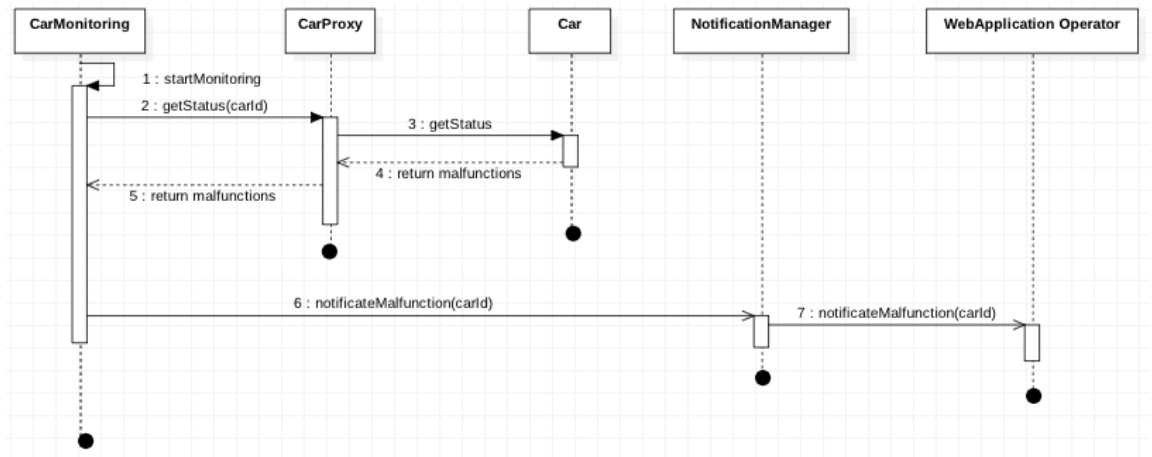 CarMonitoring
CarProxy
Car
NotificationManager
WebApplication Operator
1 : startMonitoring
2 : getStatus(carId)
3 : getStatus
4 : return malfunctions
5 : return malfunctions
6 : notificateMalfunction(carId)
7 : notificateMalfunction(carId)